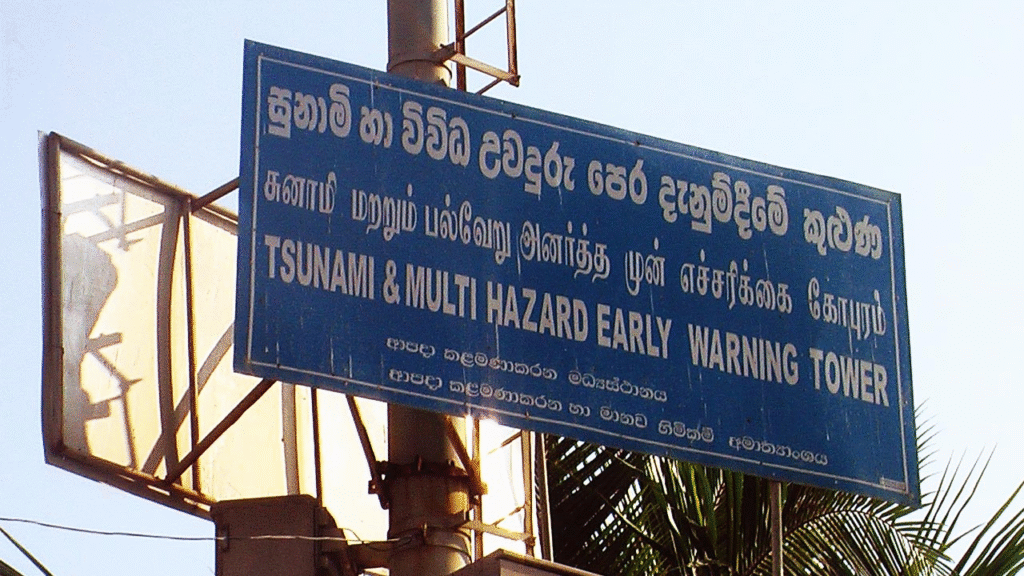 සුනාමි හා විවිධ උවදුරු පෙර දැනුම්දීමේ කුළුණ
சுனாமி மற்றும் பல்வேறு அனர்த்த முன் எச்சரிக்கை கோபுரம்
TSUNAMI & MULTI HAZARD EARLY WARNING TOWER
ආපදා කළමණාකරන මධ්‍යස්ථානය
ආපදා කළමණාකරන හා මානව හිමිකම් අමාත්‍යාංශය